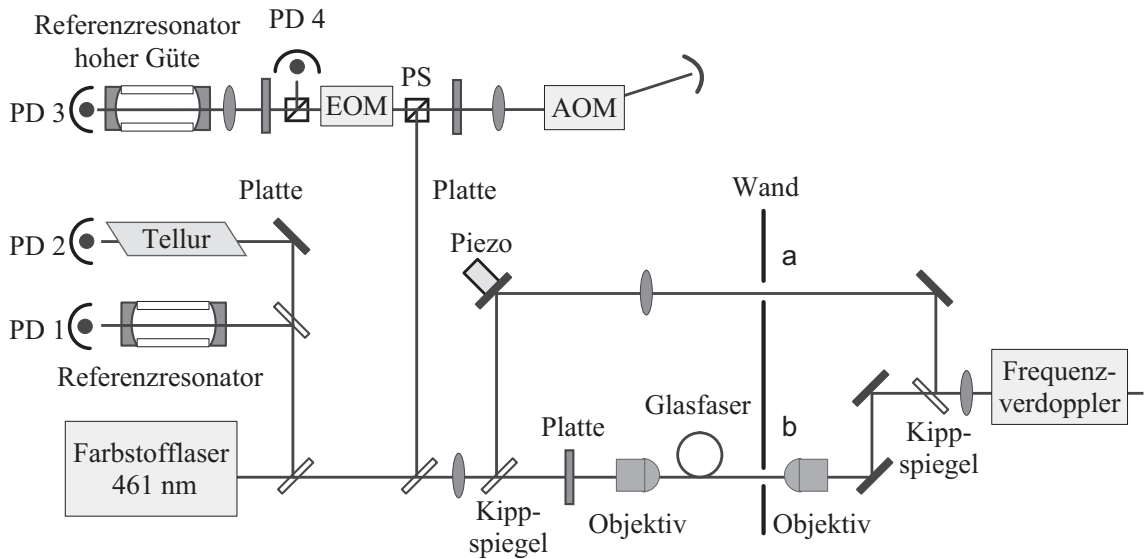 Referenzresonator
hoher Güte
PD 4
PD 3
EOM
PS
AOM
Platte
Platte
Wand
PD 2
Tellur
Piezo
a
PD 1
Referenzresonator
Glasfaser
Frequenz-
verdoppler
Farbstofflaser
461 nm
Platte
b
Kipp-
spiegel
Kipp-
spiegel
Objektiv
Objektiv